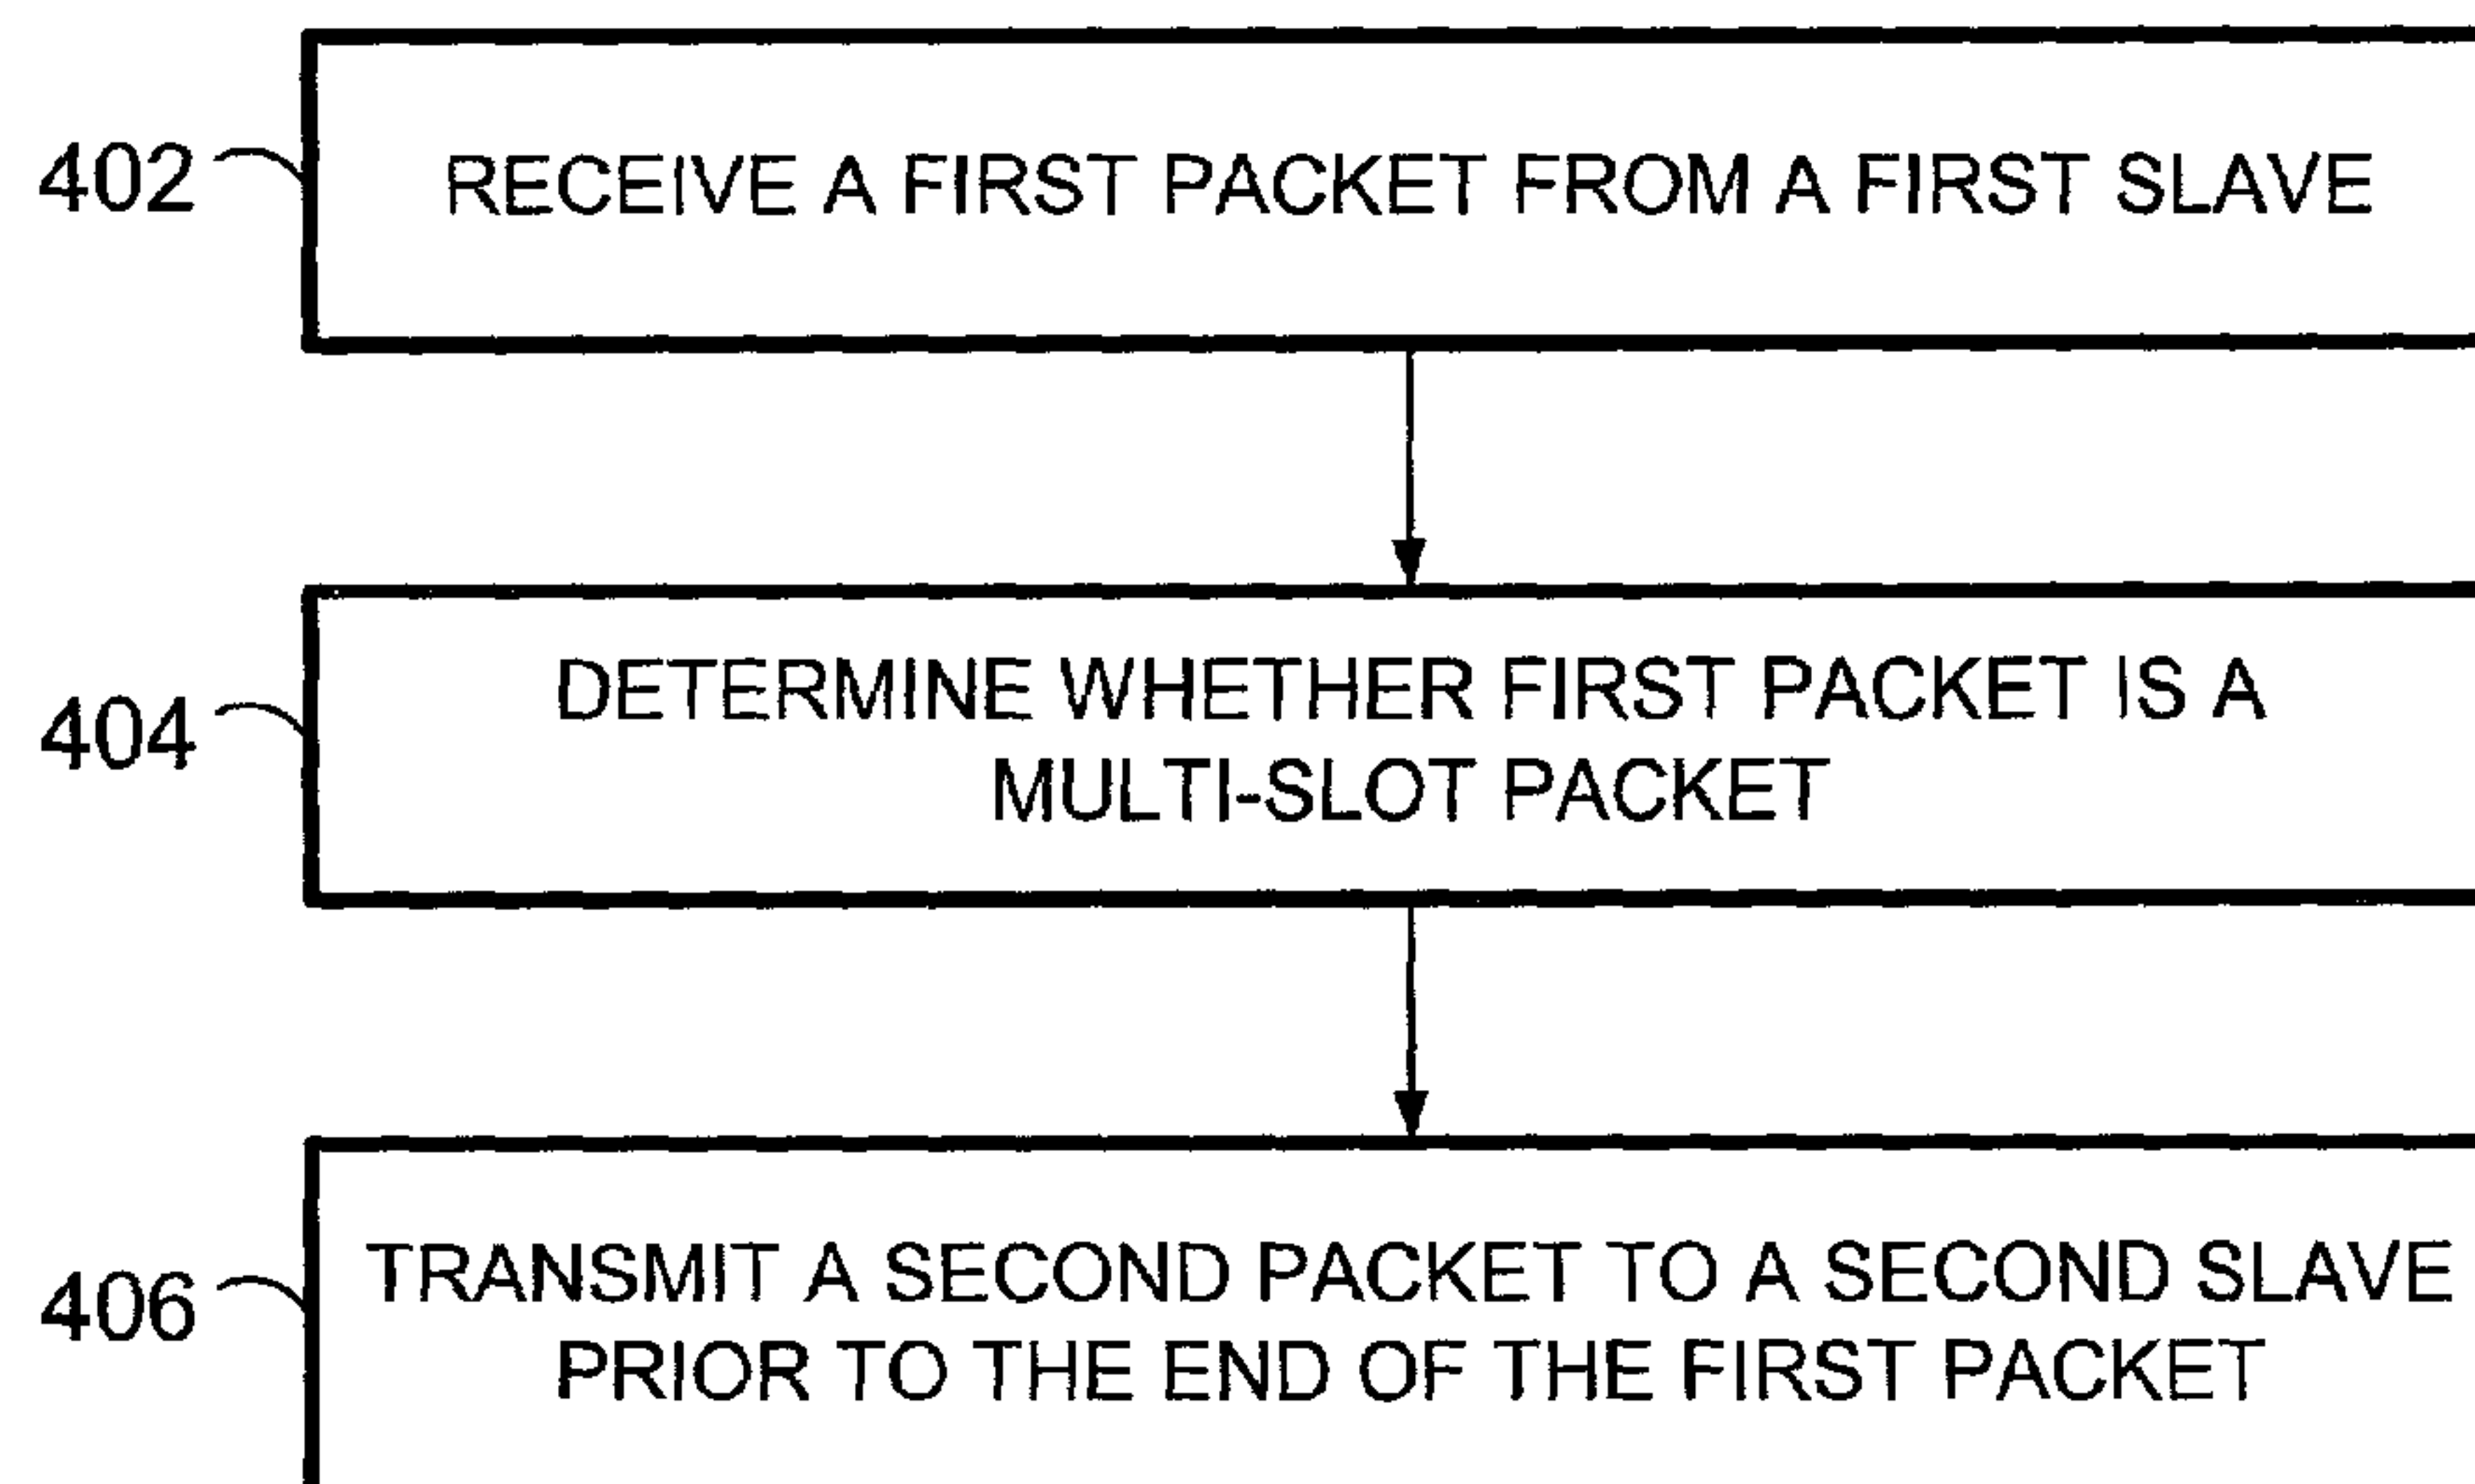 402
RECEIVE A FIRST PACKET FROM A FIRST SLAVE
404
DETERMINE WHETHER FIRST PACKET IS A
MULTI-SLOT PACKET
406
TRANSMIT A SECOND PACKET TO A SECOND SLAVE
PRIOR TO THE END OF THE FIRST PACKET